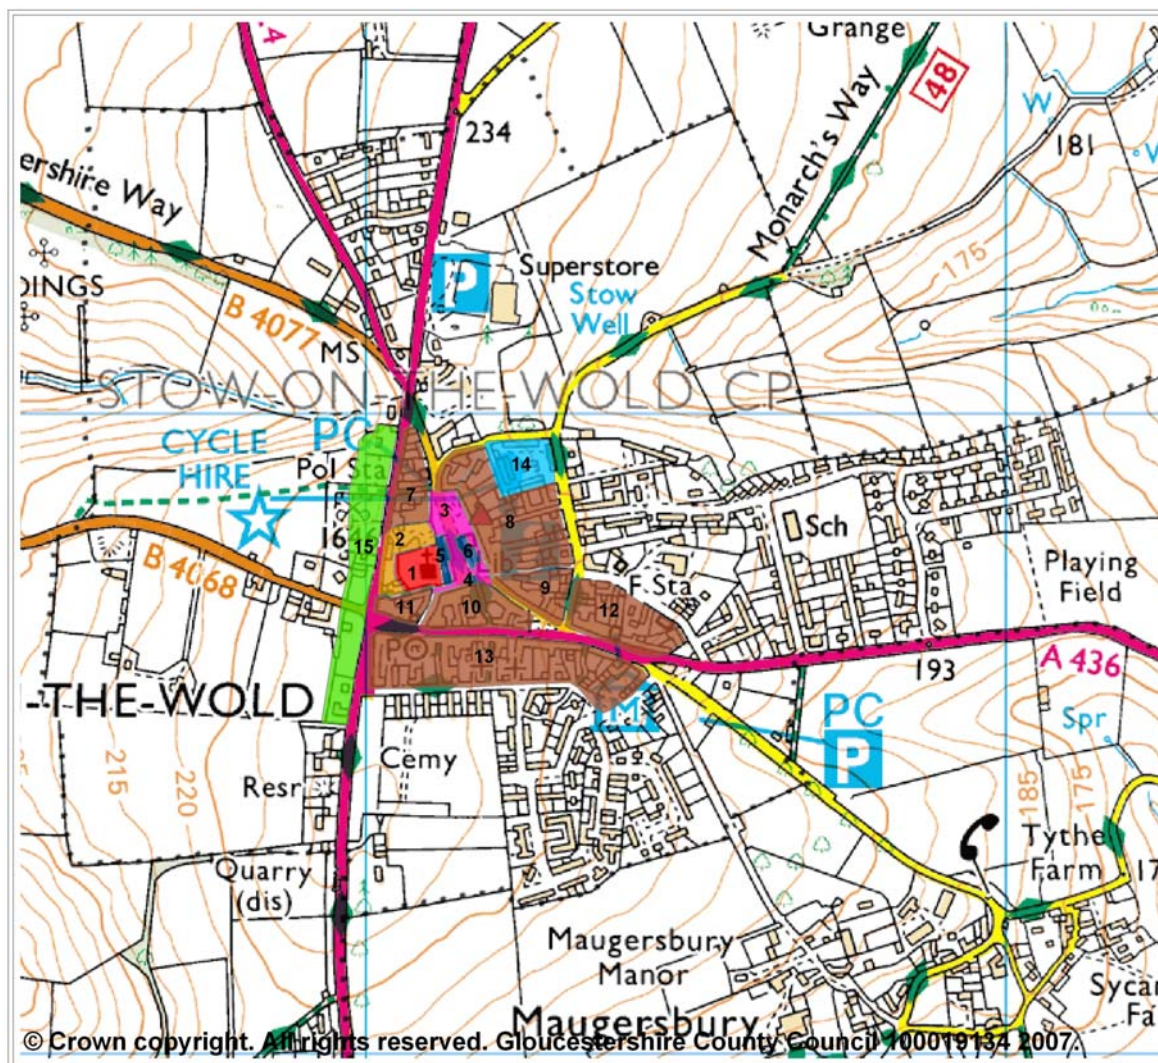 Grange
48
234
Monarch's Way
W
181
ershire Way
Superstore
Stow
Well
175
P
DINGS
B 4077
MS
STOW-ON-THE-WOLD CP
PC
CYCLE
HIRE
Pol Sta
14
7
3
8
Sch
16
2
15
5
6
1
4
B 4068
F Sta
Playing
Field
9
12
11
10
13
193
A 436
-THE-WOLD
M
PC
P
Spr
215
220
Cemy
Resr
185
175
Tythe
Farm
17
Quarry
(dis)
Maugersbury
Manor
Sycar
Fa
Maugersbury
© Crown copyright. All rights reserved. Gloucestershire County Council 100019134 2007.